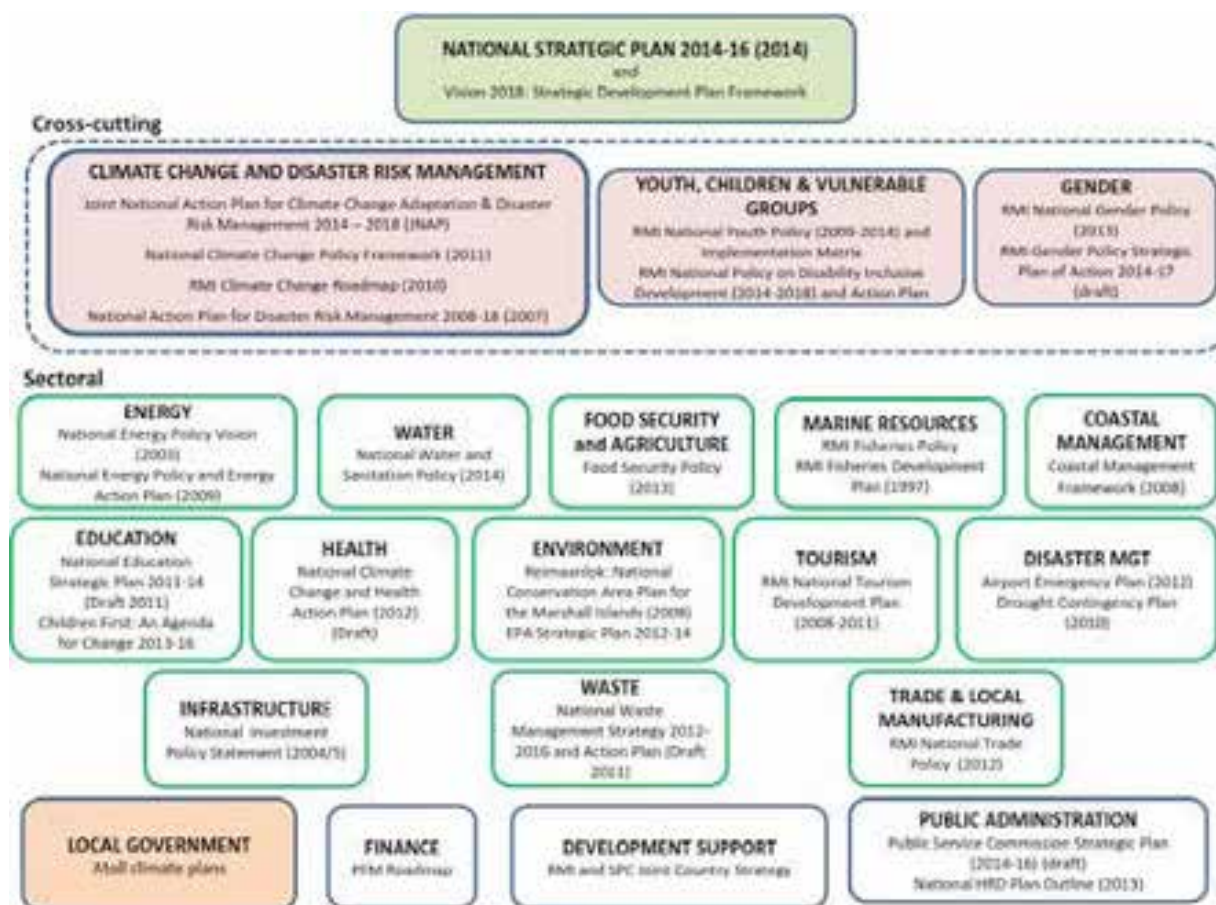 NATIONAL STRATEGIC PLAN 2014-16 (2014)
and
Vision 2018: Strategic Development Plan Framework
Cross-cutting
CLIMATE CHANGE AND DISASTER RISK MANAGEMENT
Joint National Action Plan for Climate Change Adaptation & Disaster
Risk Management 2014 – 2018 (JNAP)
National Climate Change Policy Framework (2011)
RMI Climate Change Roadmap (2010)
National Action Plan for Disaster Risk Management 2008-18 (2007)
YOUTH, CHILDREN & VULNERABLE
GROUPS
RMI National Youth Policy (2009-2014) and
Implementation Matrix
RMI National Policy on Disability Inclusive
Development (2014-2018) and Action Plan
GENDER
RMI National Gender Policy
(2015)
RMI Gender Policy Strategic
Plan of Action 2014-17
(draft)
Sectoral
ENERGY
National Energy Policy Vision
(2003)
National Energy Policy and Energy
Action Plan (2009)
WATER
National Water and
Sanitation Policy (2014)
FOOD SECURITY
and AGRICULTURE
Food Security Policy
(2013)
MARINE RESOURCES
RMI Fisheries Policy
RMI Fisheries Development
Plan (1997)
COASTAL
MANAGEMENT
Coastal Management
Framework (2008)
EDUCATION
National Education
Strategic Plan 2011-14
(Draft 2011)
Children First: An Agenda
for Change 2013-16
HEALTH
National Climate
Change and Health
Action Plan (2012)
(Draft)
ENVIRONMENT
Reimaanlok: National
Conservation Area Plan for
the Marshall Islands (2008)
EPA Strategic Plan 2012-14
TOURISM
RMI National Tourism
Development Plan
(2008-2011)
DISASTER MGT
Airport Emergency Plan (2012)
Drought Contingency Plan
(2010)
INFRASTRUCTURE
National Investment
Policy Statement (2004/5)
WASTE
National Waste
Management Strategy 2012-
2016 and Action Plan (Draft
2011)
TRADE & LOCAL
MANUFACTURING
RMI National Trade
Policy (2012)
LOCAL GOVERNMENT
Atoll climate plans
FINANCE
PFM Roadmap
DEVELOPMENT SUPPORT
RMI and SPC Joint Country Strategy
PUBLIC ADMINISTRATION
Public Service Commission Strategic Plan
(2014-16) (draft)
National HRD Plan Outline (2013)